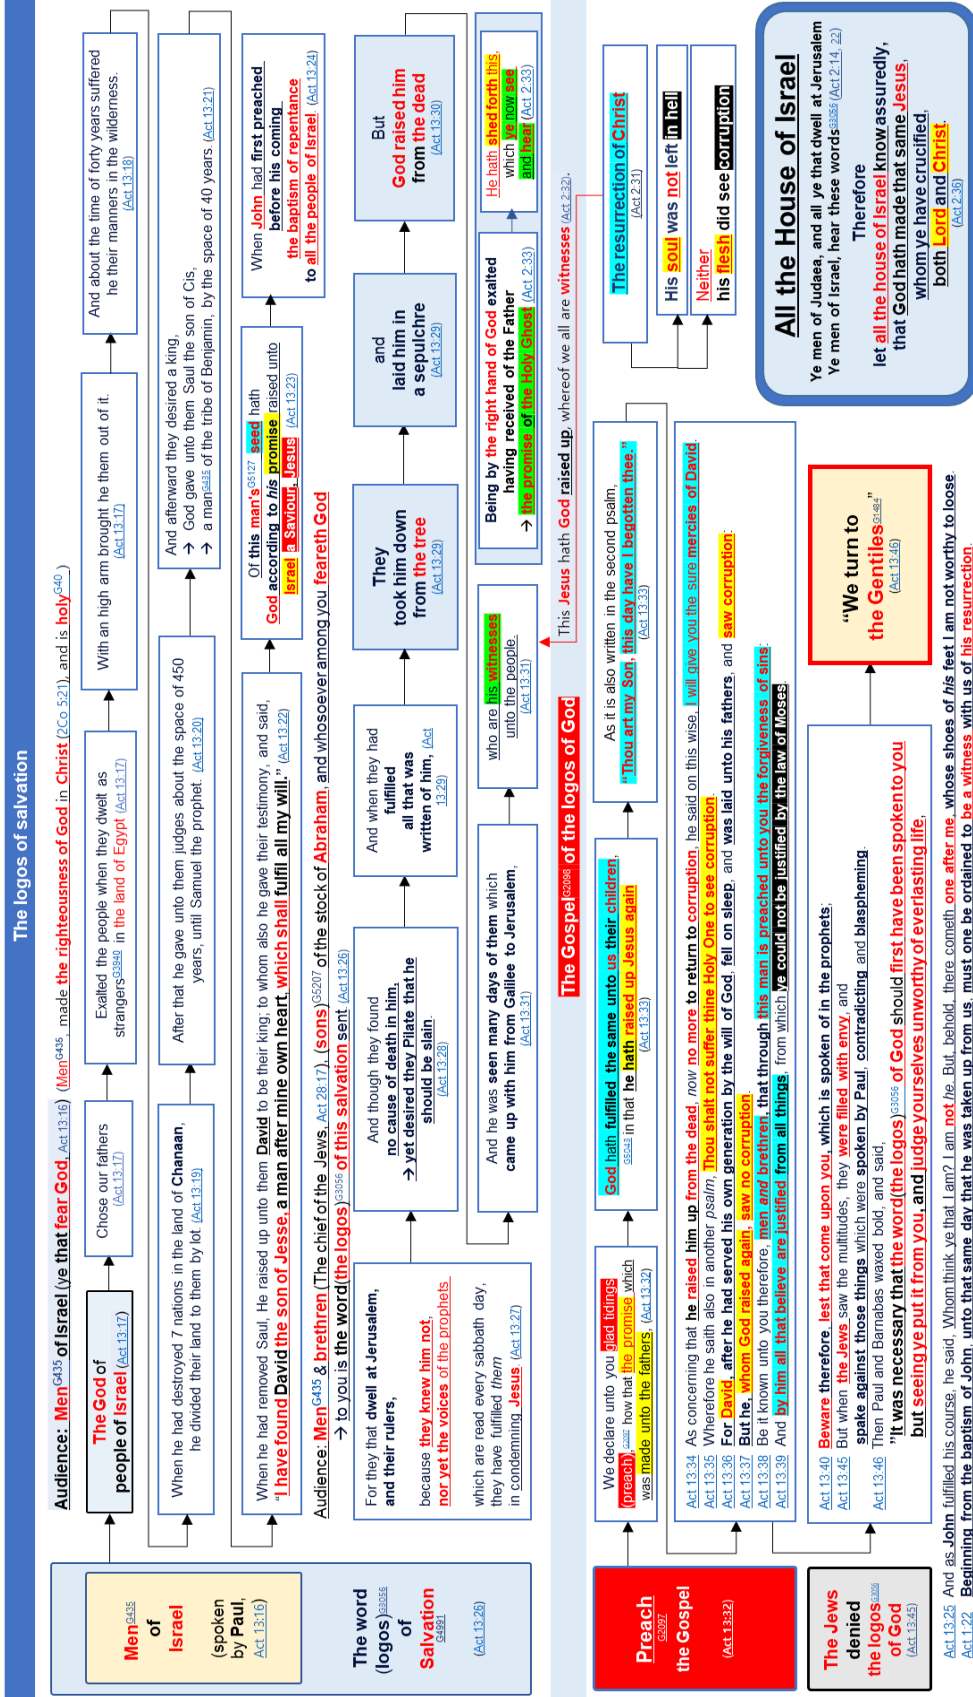 The logos of salvation
Audience: Men G435 of Israel (ye that fear God, Act 13:16) (Men G435, made the righteousness of God in Christ (2Co 5:21), and is holy G40 )
Men G435
of
Israel
(spoken
by Paul,
Act 13:16)
The God of
people of Israel (Act 13:17)
Chose our fathers
(Act 13:17)
Exalted the people when they dwelt as
strangers G3940 in the land of Egypt (Act 13:17)
With an high arm brought he them out of it.
(Act 13:17)
And about the time of forty years suffered
he their manners in the wilderness.
(Act 13:18)
When he had destroyed 7 nations in the land of Chanaan,
he divided their land to them by lot. (Act 13:19)
After that he gave unto them judges about the space of 450
years, until Samuel the prophet. (Act 13:20)
And afterward they desired a king,
→ God gave unto them Saul the son of Cis,
→ a man G435 of the tribe of Benjamin, by the space of 40 years. (Act 13:21)
When he had removed Saul, He raised up unto them David to be their king; to whom also he gave their testimony, and said,
“I have found David the son of Jesse, a man after mine own heart, which shall fulfil all my will.” (Act 13:22)
Of this man's G5127 seed hath
God according to his promise raised unto
Israel a Saviour, Jesus (Act 13:23)
When John had first preached
before his coming
the baptism of repentance
to all the people of Israel (Act 13:24)
Audience: Men G435 & brethren (The chief of the Jews, Act 28:17), (sons) G5207 of the stock of Abraham, and whosoever among you feareth God
→ to you is the word(the logos) G3056 of this salvation sent (Act 13:26)
The word
(logos) G3056
of
Salvation
G4991
(Act 13:26)
For they that dwell at Jerusalem,
and their rulers,
because they knew him not,
nor yet the voices of the prophets
which are read every sabbath day,
they have fulfilled them
in condemning Jesus. (Act 13:27)
And though they found
no cause of death in him,
→ yet desired they Pilate that he
should be slain.
(Act 13:28)
And when they had
fulfilled
all that was
written of him, (Act
13:29)
They
took him down
from the tree
(Act 13:29)
and
laid him in
a sepulchre
(Act 13:29)
But
God raised him
from the dead
(Act 13:30)
And he was seen many days of them which
came up with him from Galilee to Jerusalem,
(Act 13:31)
who are his witnesses
unto the people.
(Act 13:31)
Being by the right hand of God exalted
having received of the Father
→ the promise of the Holy Ghost (Act 2:33)
He hath shed forth this,
which ye now see
and hear (Act 2:33)
The Gospel G2098 of the logos of God
This Jesus hath God raised up, whereof we all are witnesses (Act 2:32).
Preach
G2097
the Gospel
(Act 13:32)
We declare unto you glad tidings
(preach), G2097 how that the promise which
was made unto the fathers, (Act 13:32)
God hath fulfilled the same unto us their children,
G5043 in that he hath raised up Jesus again
(Act 13:33)
As it is also written in the second psalm,
“Thou art my Son, this day have I begotten thee.”
(Act 13:33)
The resurrection of Christ
(Act 2:31)
His soul was not left in hell
Neither
his flesh did see corruption
Act 13:34 As concerning that he raised him up from the dead, now no more to return to corruption, he said on this wise, I will give you the sure mercies of David.
Act 13:35 Wherefore he saith also in another psalm, Thou shalt not suffer thine Holy One to see corruption.
Act 13:36 For David, after he had served his own generation by the will of God, fell on sleep, and was laid unto his fathers, and saw corruption:
Act 13:37 But he, whom God raised again, saw no corruption.
Act 13:38 Be it known unto you therefore, men and brethren, that through this man is preached unto you the forgiveness of sins:
Act 13:39 And by him all that believe are justified from all things, from which ye could not be justified by the law of Moses.
The Jews
denied
the logos G3056
of God
(Act 13:45)
Act 13:40 Beware therefore, lest that come upon you, which is spoken of in the prophets;
Act 13:45 But when the Jews saw the multitudes, they were filled with envy, and
spake against those things which were spoken by Paul, contradicting and blaspheming.
Act 13:46 Then Paul and Barnabas waxed bold, and said,
”It was necessary that the word(the logos) G3056 of God should first have been spoken to you
but seeing ye put it from you, and judge yourselves unworthy of everlasting life,
“We turn to
the Gentiles G1484”
(Act 13:46)
All the House of Israel
Ye men of Judaea, and all ye that dwell at Jerusalem
Ye men of Israel, hear these words G3056 (Act 2:14, 22)
Therefore
let all the house of Israel know assuredly,
that God hath made that same Jesus,
whom ye have crucified,
both Lord and Christ.
(Act 2:36)
Act 13:25 And as John fulfilled his course, he said, Whom think ye that I am? I am not he. But, behold, there cometh one after me, whose shoes of his feet I am not worthy to loose.
Act 1:22 Beginning from the baptism of John, unto that same day that he was taken up from us, must one be ordained to be a witness with us of his resurrection.